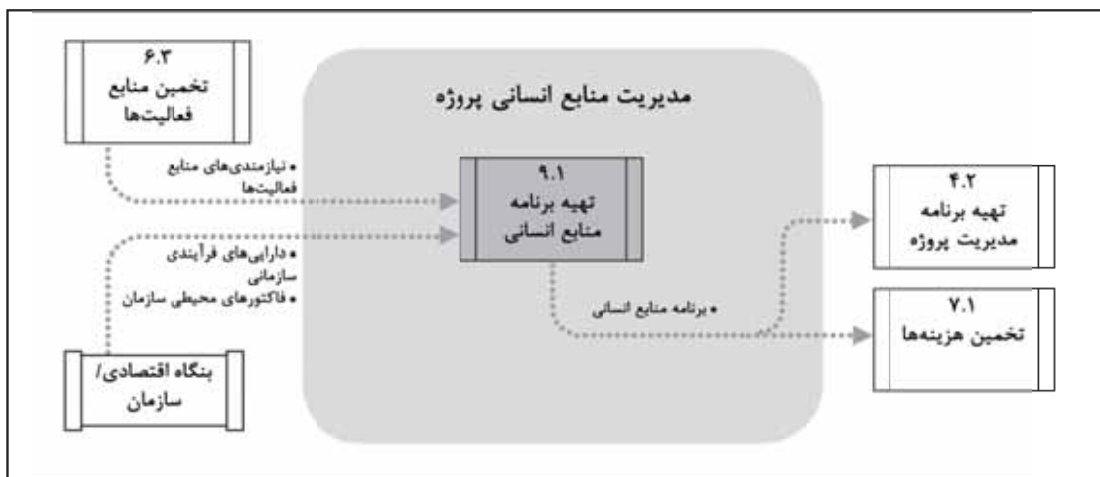 مدیریت منابع انسانی پروژه
۶.۳
تخمین منابع
فعالیت‌ها
• نیازمندی‌های منابع
فعالیت‌ها
• دارایی‌های فرآیندی
سازمانی
• فاکتورهای محیطی سازمان
بنگاه اقتصادی/
سازمان
۹.۱
تهیه برنامه
منابع انسانی
• برنامه منابع انسانی
۴.۲
تهیه برنامه
مدیریت پروژه
۷.۱
تخمین هزینه‌ها